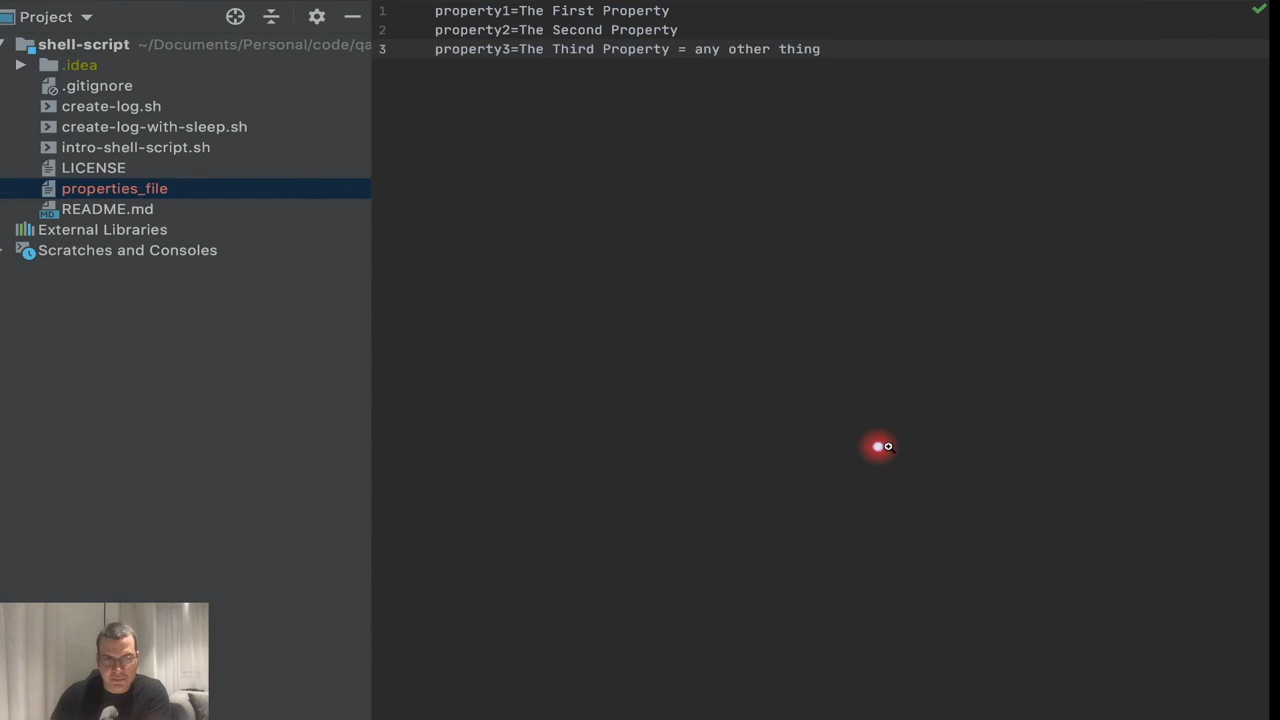 Project
shell-script ~/Documents/Personal/code/qa
.idea
.gitignore
create-log.sh
create-log-with-sleep.sh
intro-shell-script.sh
LICENSE
properties_file
MD README.md
External Libraries
Scratches and Consoles
1 property1=The First Property
2 property2=The Second Property
3 property3=The Third Property = any other thing